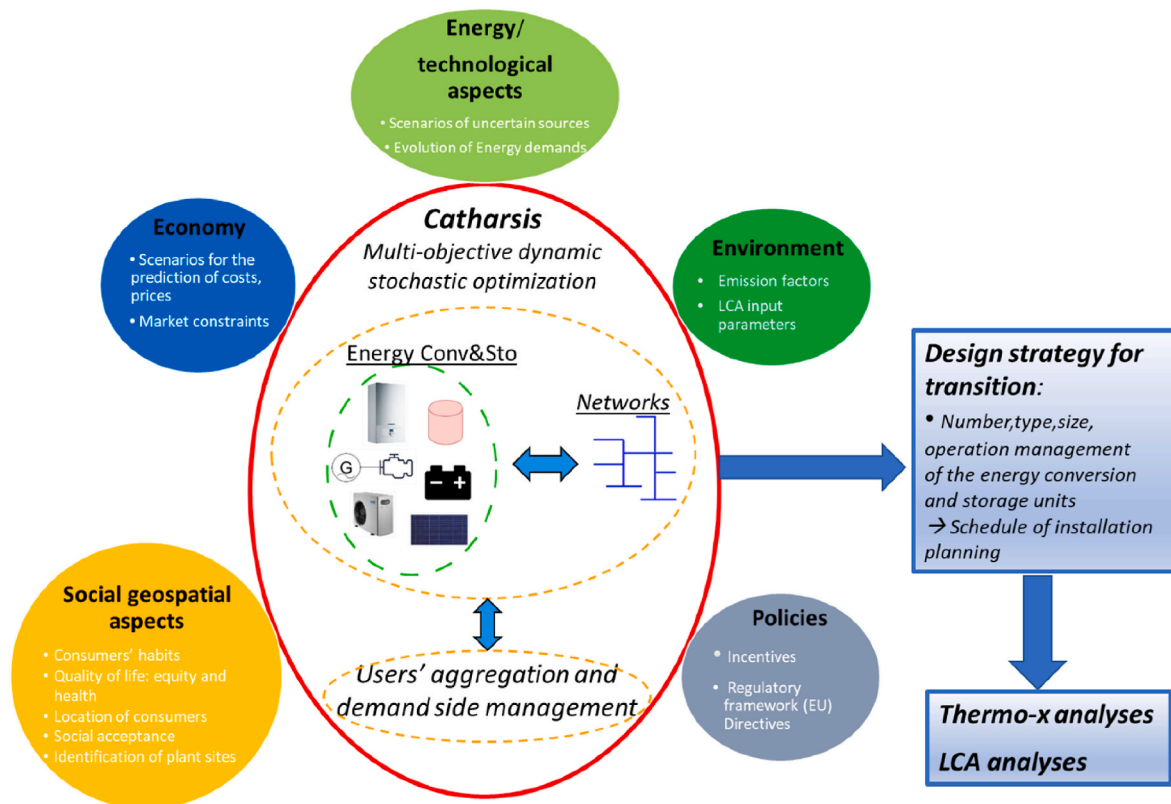 Energy/
technological
aspects
• Scenarios of uncertain sources
• Evolution of Energy demands
Economy
• Scenarios for the
prediction of costs,
prices
• Market constraints
Catharsis
Multi-objective dynamic
stochastic optimization
Environment
• Emission factors
• LCA input
parameters
Energy Conv&Sto
G
Networks
Users' aggregation and
demand side management
Social geospatial
aspects
• Consumers' habits
• Quality of life: equity and
health
• Location of consumers
• Social acceptance
• Identification of plant sites
Policies
• Incentives
• Regulatory
framework (EU)
Directives
Design strategy for
transition:
• Number,type,size,
operation management
of the energy conversion
and storage units
→ Schedule of installation
planning
Thermo-x analyses
LCA analyses